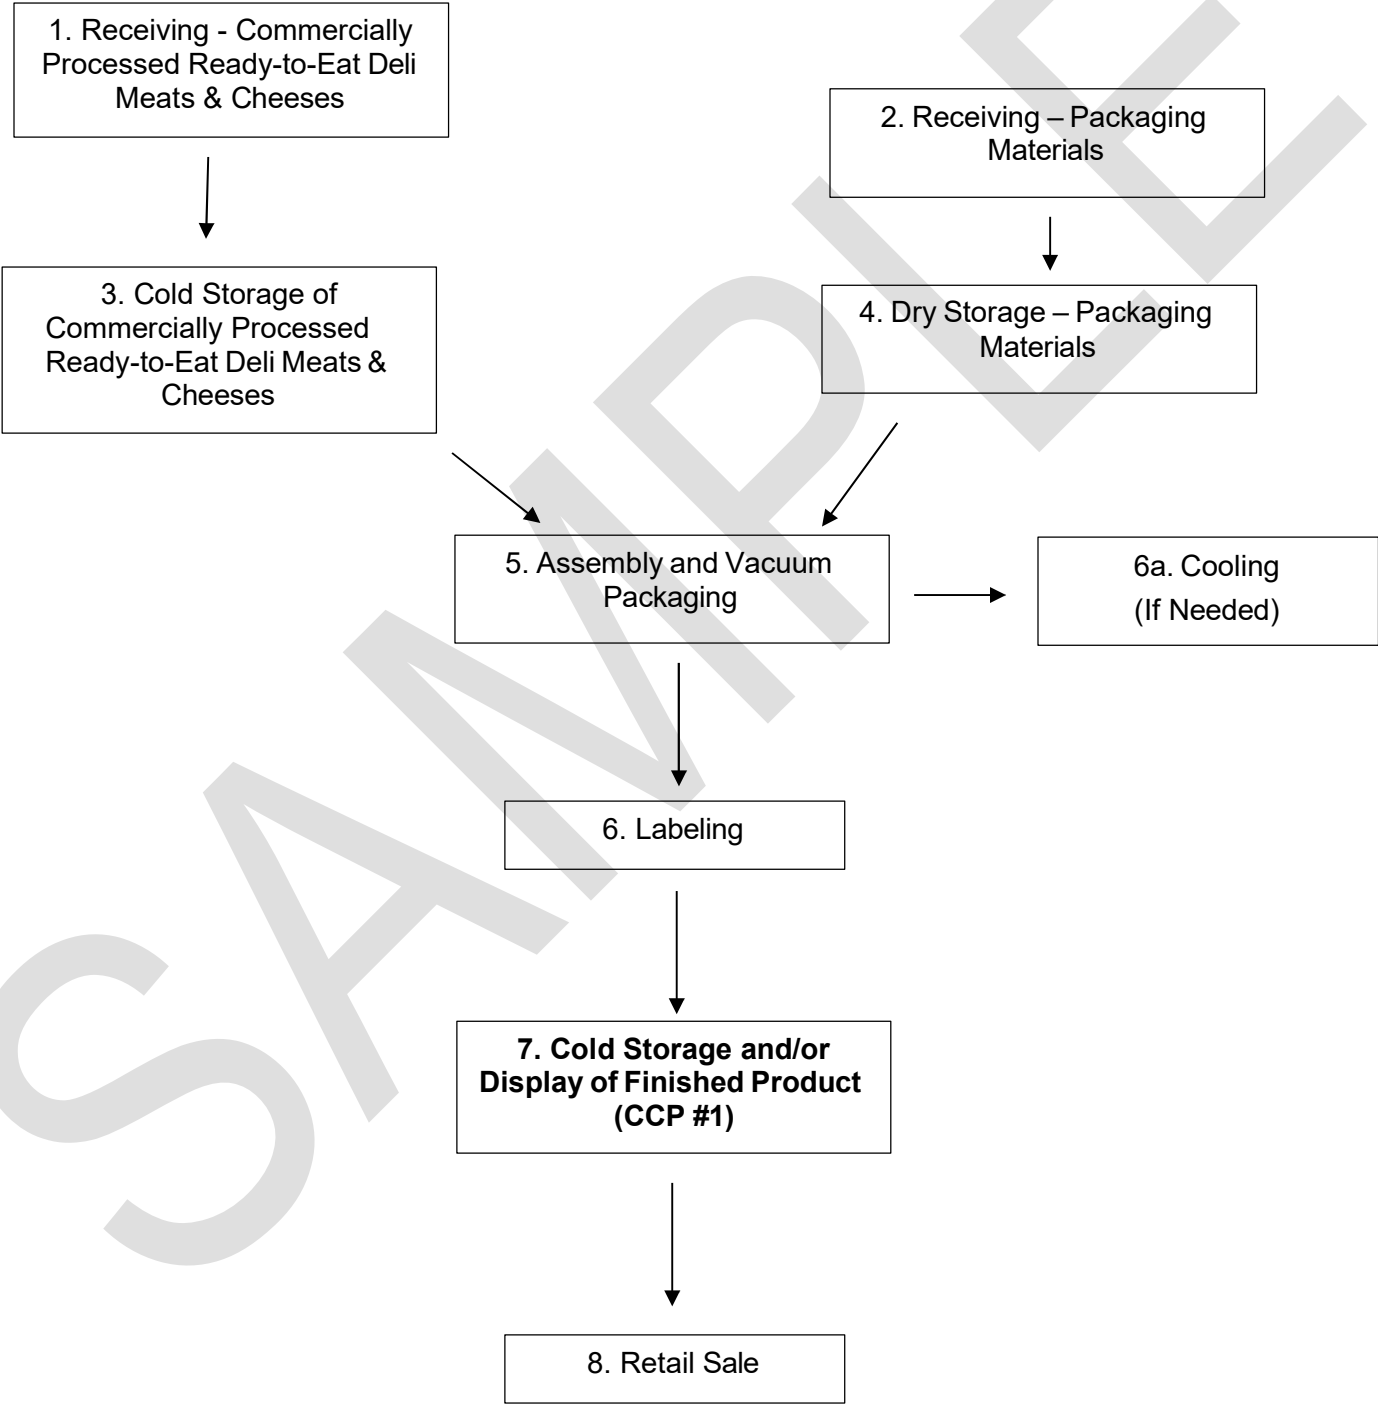 1. Receiving - Commercially
Processed Ready-to-Eat Deli
Meats & Cheeses
2. Receiving – Packaging
Materials
3. Cold Storage of
Commercially Processed
Ready-to-Eat Deli Meats &
Cheeses
4. Dry Storage – Packaging
Materials
5. Assembly and Vacuum
Packaging
6a. Cooling
(If Needed)
6. Labeling
7. Cold Storage and/or
Display of Finished Product
(CCP #1)
8. Retail Sale
SAMPLE